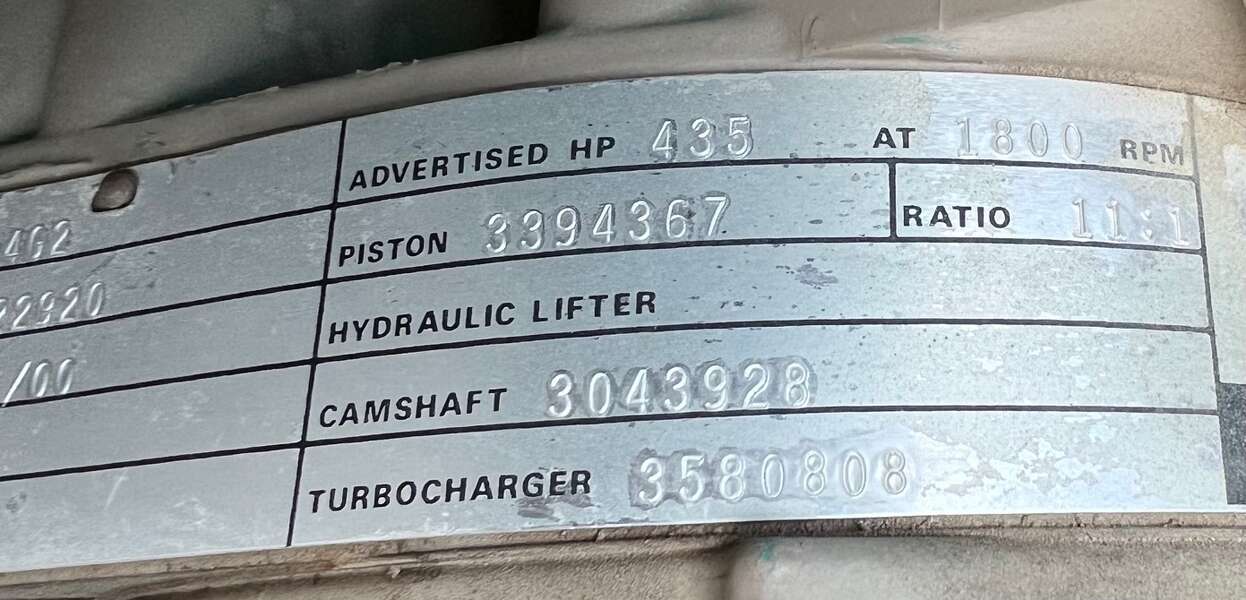 ADVERTISED HP 435 AT 1800 RPM
462
PISTON 3394367 RATIO 11:1
22920
HYDRAULIC LIFTER
/00
CAMSHAFT 3043928
TURBOCHARGER 3580808